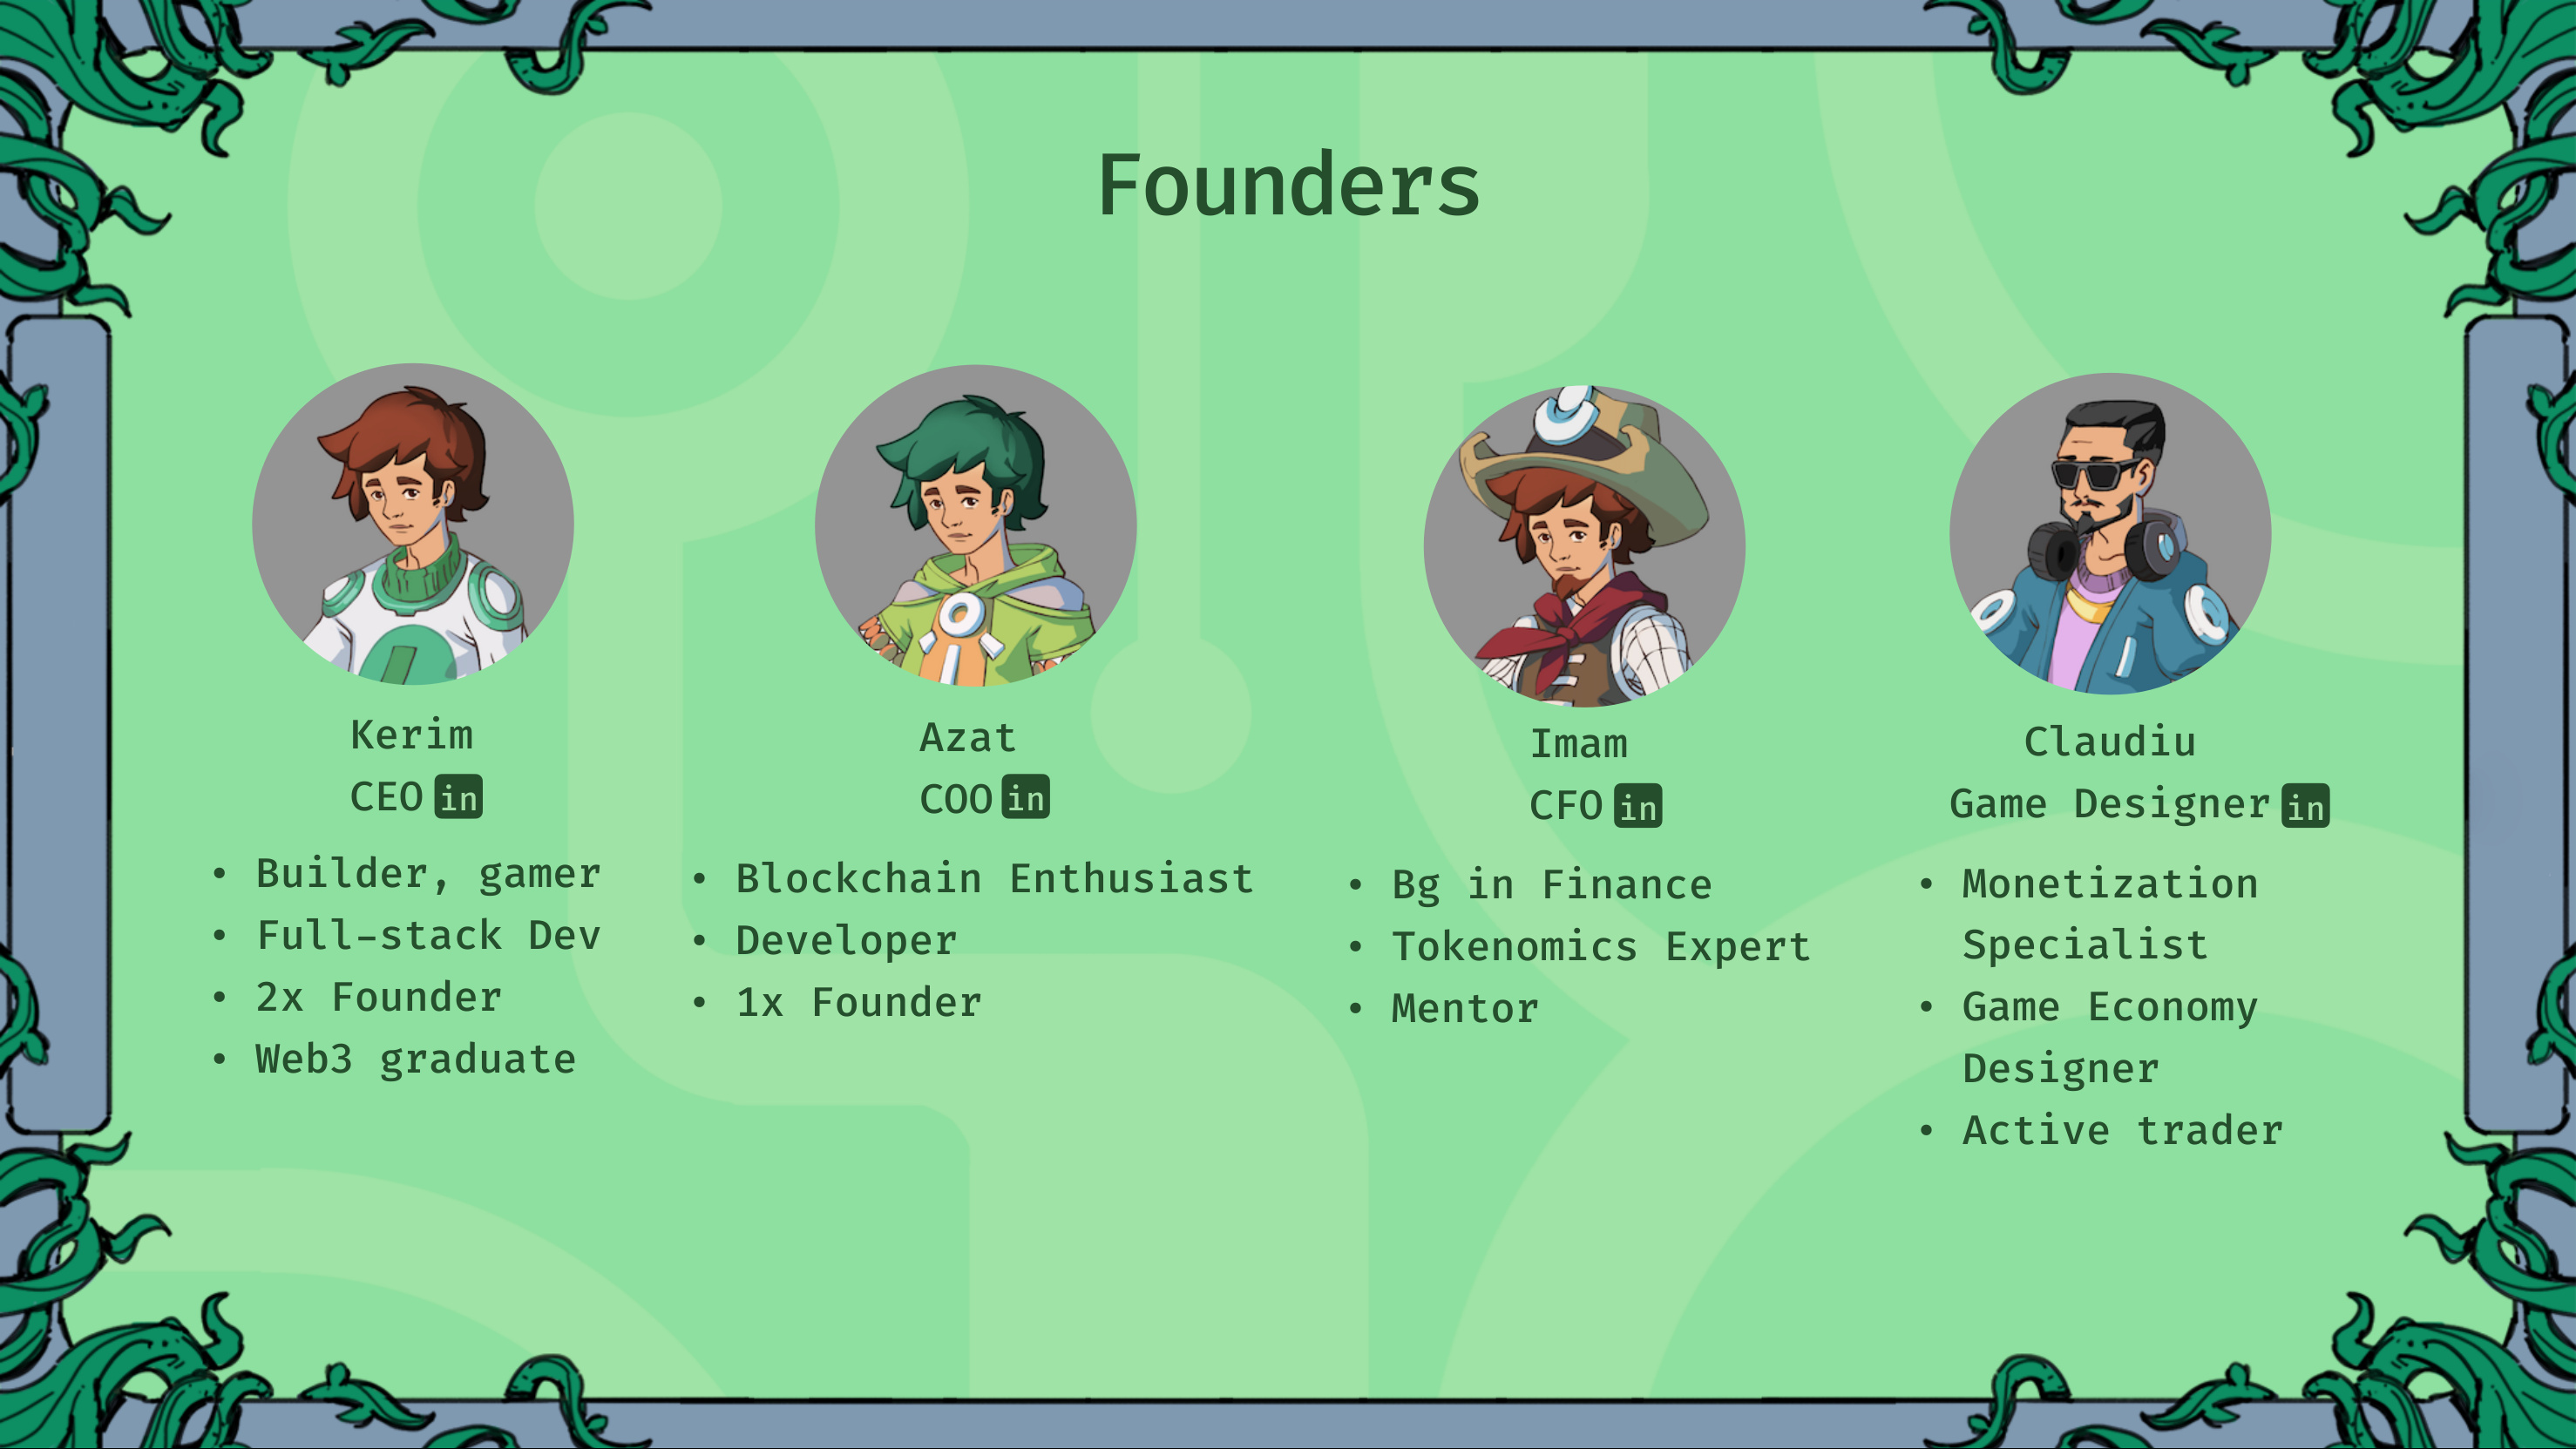 Founders
Kerim
CEO in
• Builder, gamer
• Full-stack Dev
• 2x Founder
• Web3 graduate
Azat
COO in
• Blockchain Enthusiast
• Developer
• 1x Founder
Imam
CFO in
• Bg in Finance
• Tokenomics Expert
• Mentor
Claudiu
Game Designer in
• Monetization
Specialist
• Game Economy
Designer
• Active trader